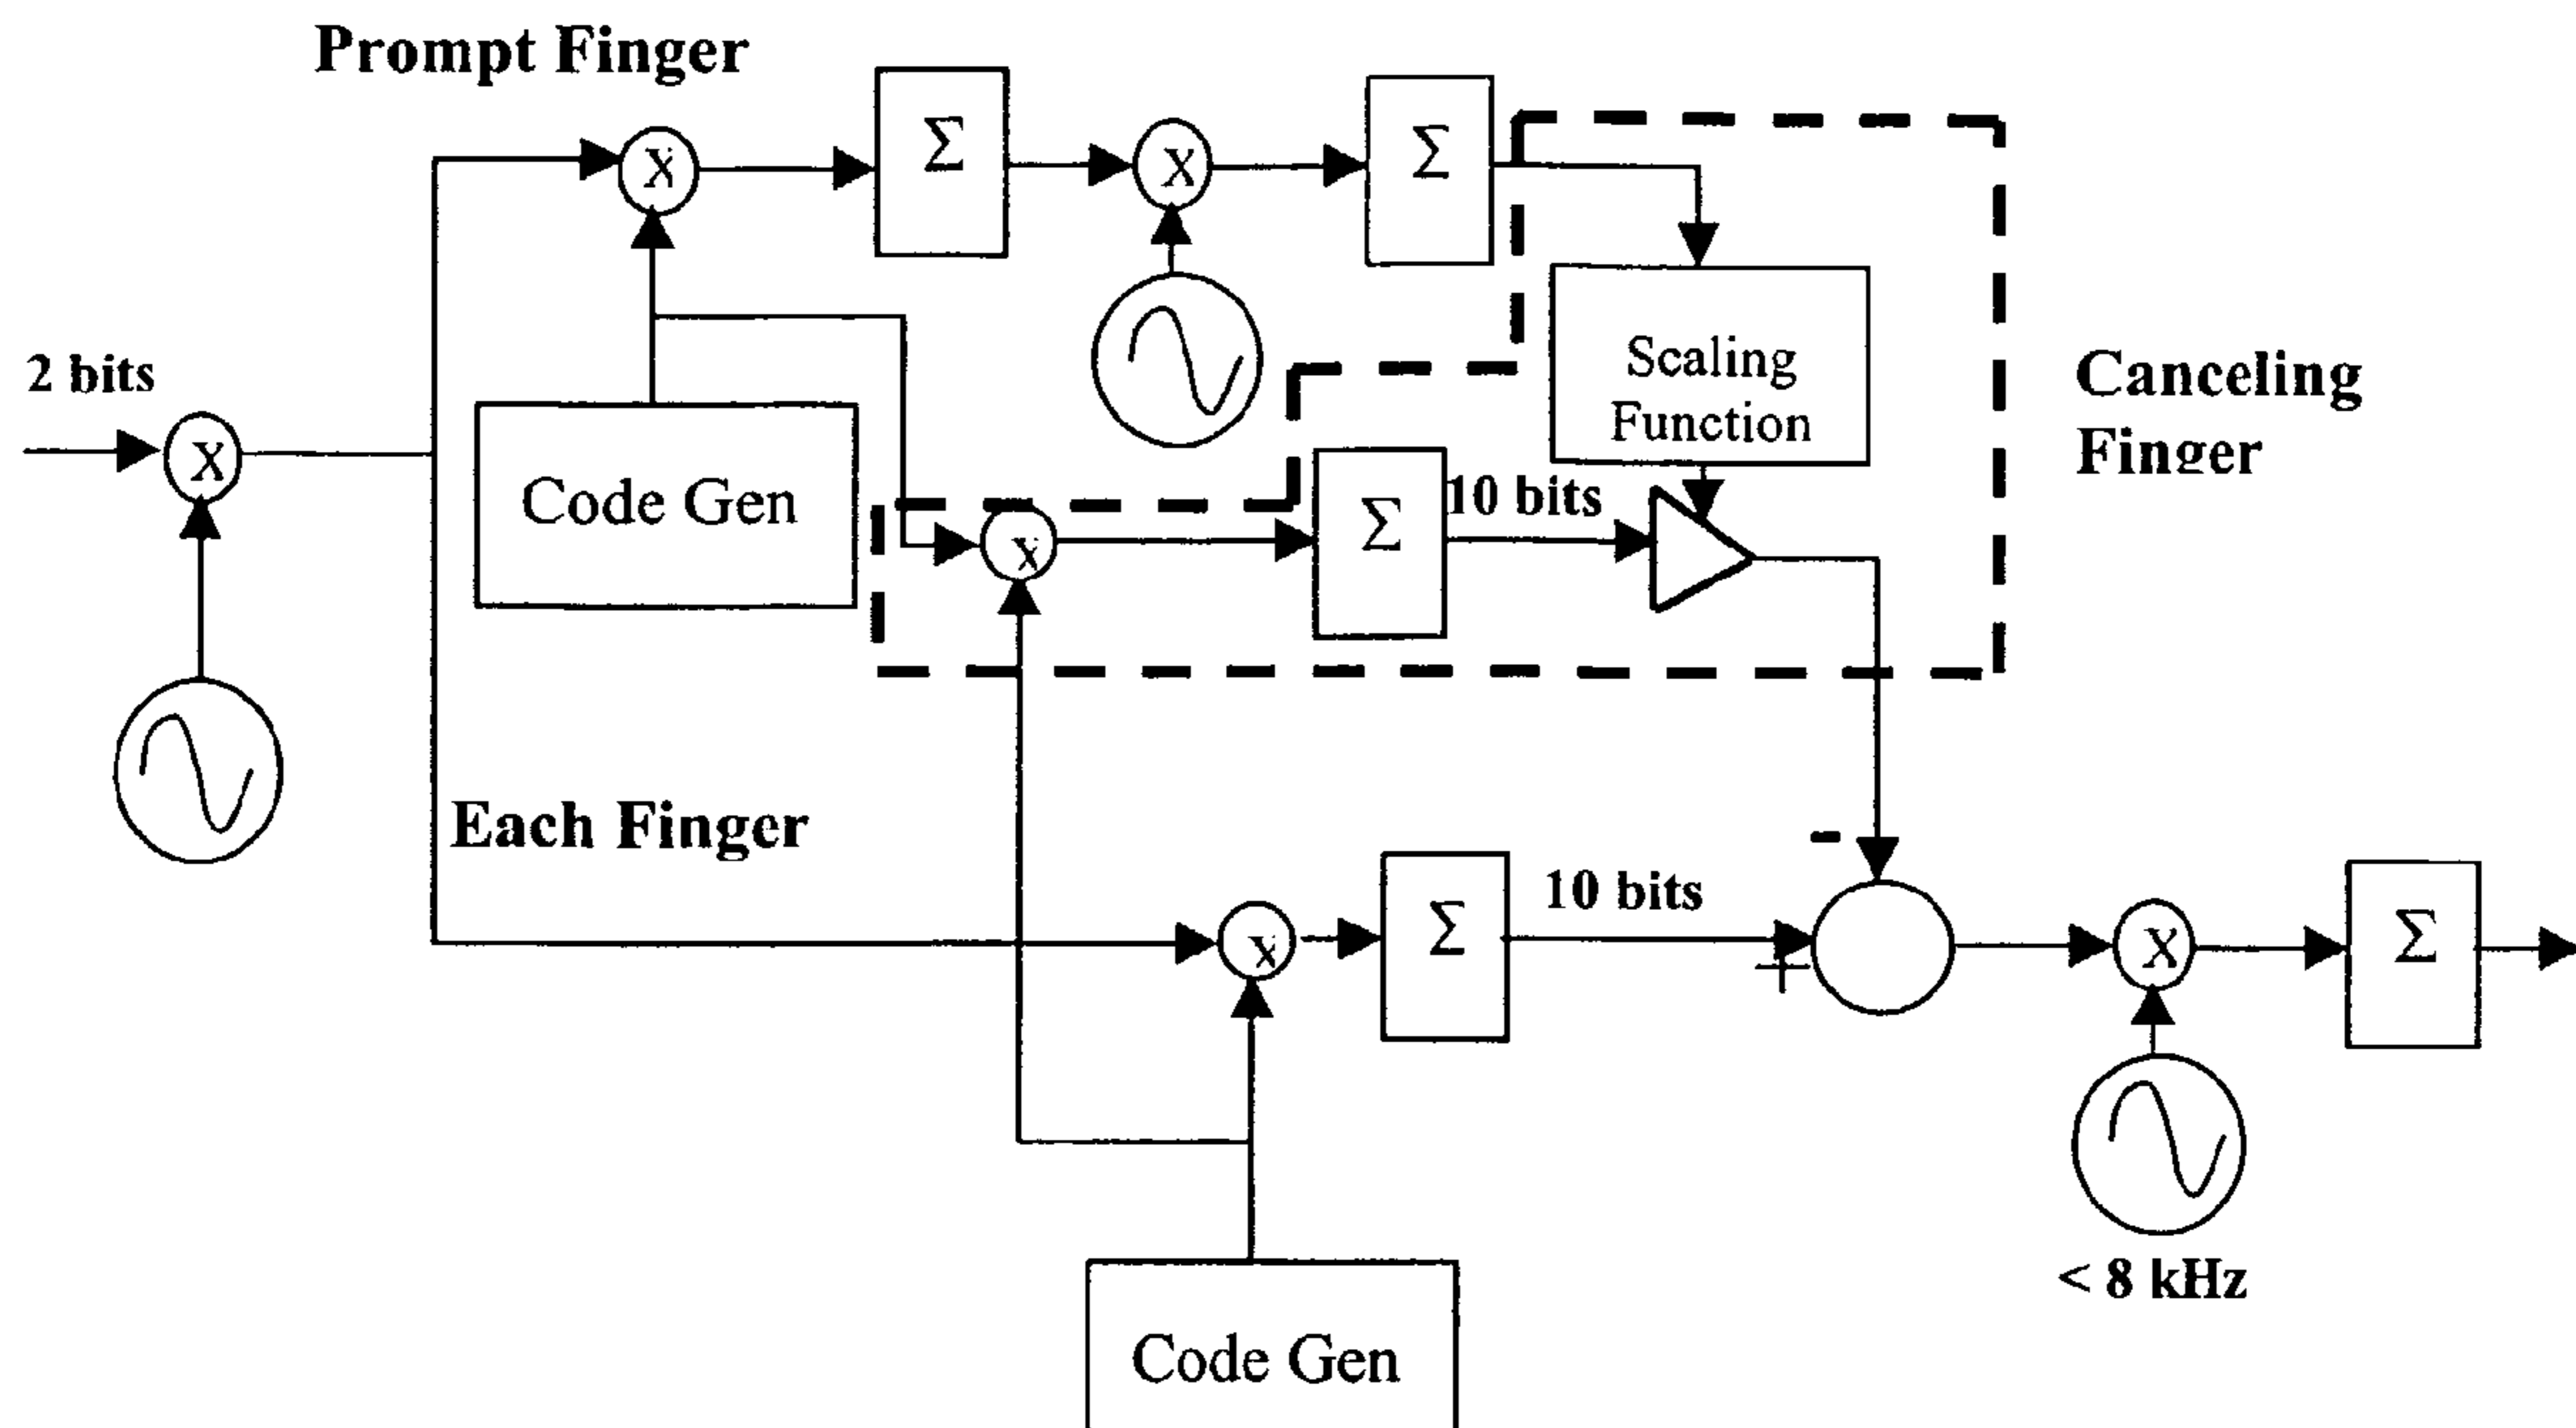 Prompt Finger
X
Σ
X
Σ
2 bits
X
Code Gen
Scaling
Function
Canceling
Finger
x
Σ
10 bits
Each Finger
-
x
Σ
10 bits
+
X
Σ
< 8 kHz
Code Gen